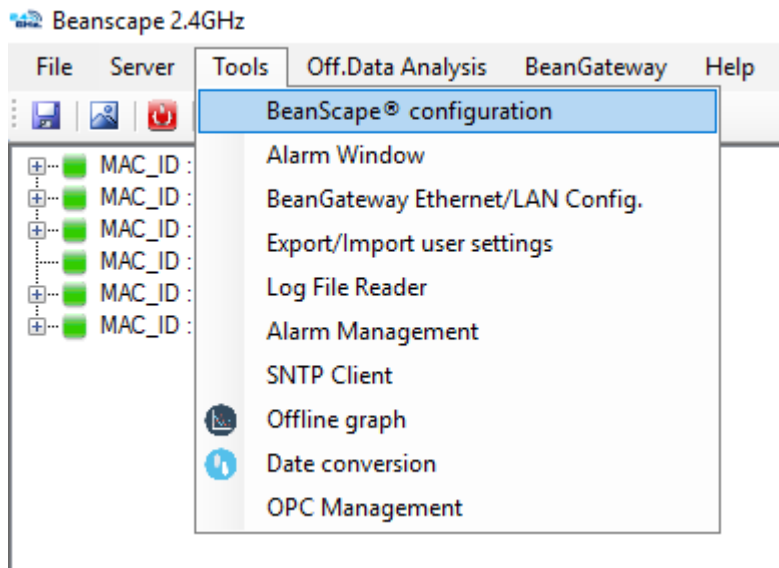 Beanscape 2.4GHz
File Server Tools Off.Data Analysis BeanGateway Help
BeanScape® configuration
Alarm Window
BeanGateway Ethernet/LAN Config.
Export/Import user settings
Log File Reader
Alarm Management
SNTP Client
Offline graph
Date conversion
OPC Management
MAC_ID :
MAC_ID :
MAC_ID :
MAC_ID :
MAC_ID :
MAC_ID :